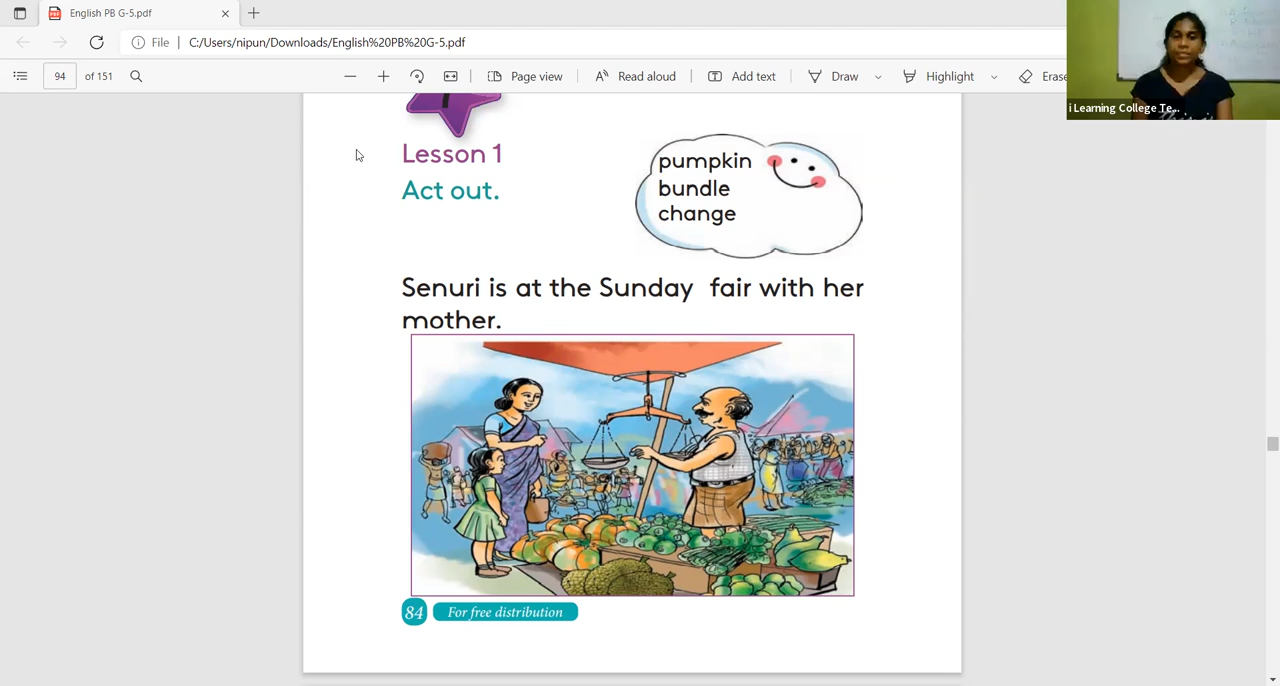 English PB G-5.pdf
File
C:/Users/nipun/Downloads/English%20PB%20G-5.pdf
94
of 151
Page view
Read aloud
Add text
Draw
Highlight
Erase
i Learning College Te...
Lesson 1
Act out.
pumpkin
bundle
change
Senuri is at the Sunday fair with her
mother.
84
For free distribution